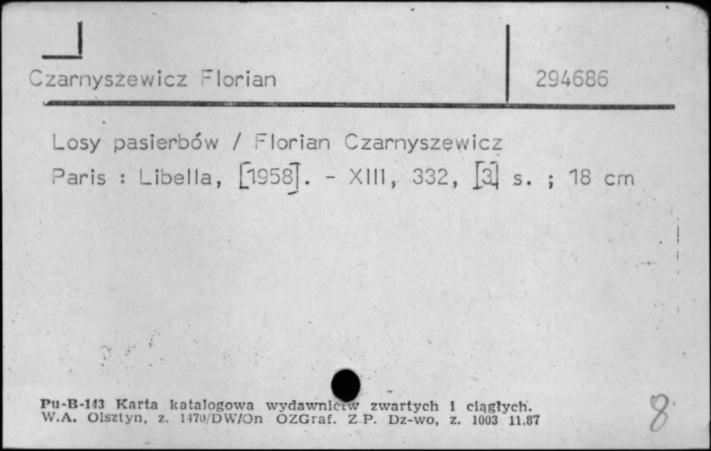 Czarnyszewicz Florian 294686
Losy pasierbów / Florian Czarnyszewicz
Paris : Libella, [1958]. - XIII, 332, [3] s. ; 18 cm
Pu-B-143 Karta katalogowa wydawnictw zwartych i ciągłych.
W.A. Olsztyn, z. 1470/DW/On OZGraf. Z.P. Dz-wo, z. 1003 11.87
8